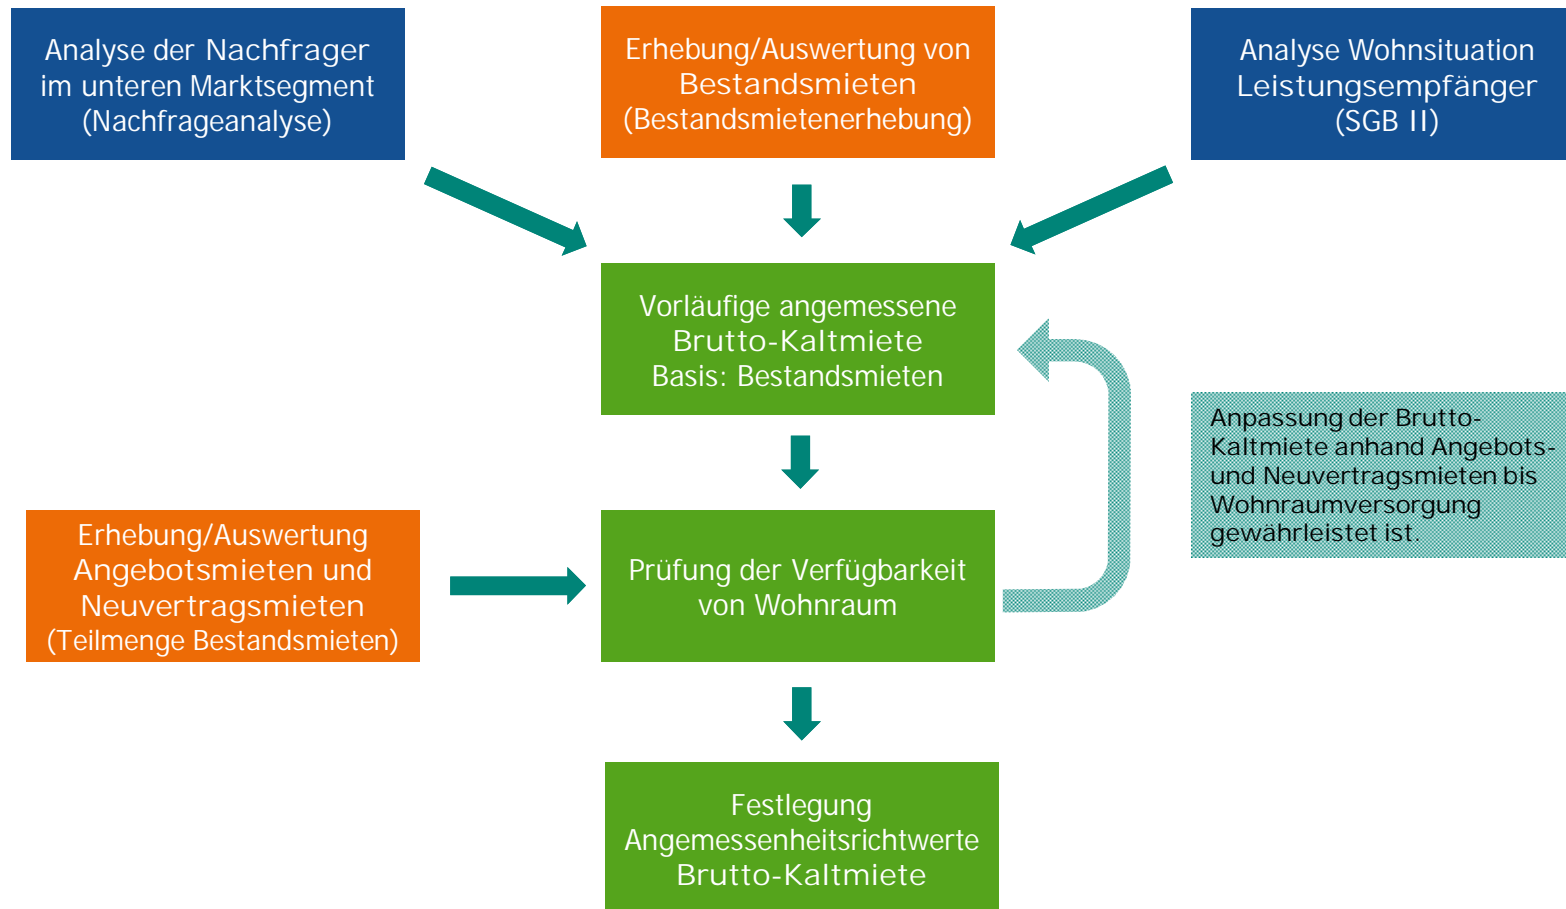 Analyse der Nachfrager
im unteren Marktsegment
(Nachfrageanalyse)
Erhebung/Auswertung von
Bestandsmieten
(Bestandsmietenerhebung)
Analyse Wohnsituation
Leistungsempfänger
(SGB II)
Vorläufige angemessene
Brutto-Kaltmiete
Basis: Bestandsmieten
Anpassung der Brutto-
Kaltmiete anhand Angebots-
und Neuvertragsmieten bis
Wohnraumversorgung
gewährleistet ist.
Erhebung/Auswertung
Angebotsmieten und
Neuvertragsmieten
(Teilmenge Bestandsmieten)
Prüfung der Verfügbarkeit
von Wohnraum
Festlegung
Angemessenheitsrichtwerte
Brutto-Kaltmiete